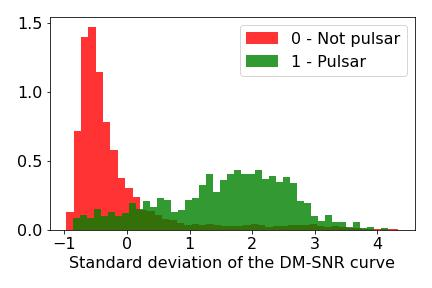 1.5
1.0
0.5
0.0
0 - Not pulsar
1 - Pulsar
−1 0 1 2 3 4
Standard deviation of the DM-SNR curve